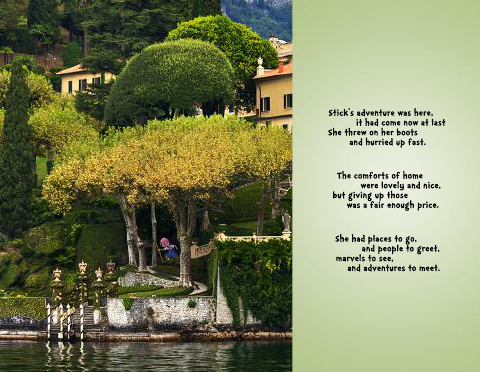 Stick's adventure was here,
it had come now at last
She threw on her boots
and hurried up fast.
The comforts of home
were lovely and nice,
but giving up those
was a fair enough price.
She had places to go,
and people to greet,
marvels to see,
and adventures to meet.